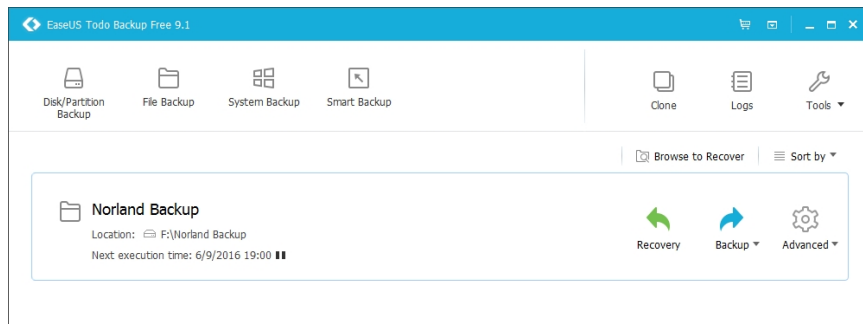 EaseUS Todo Backup Free 9.1
Disk/Partition
Backup
File Backup
System Backup
Smart Backup
Clone
Logs
Tools
Browse to Recover
Sort by
Norland Backup
Location: F:\Norland Backup
Next execution time: 6/9/2016 19:00
Recovery
Backup
Advanced